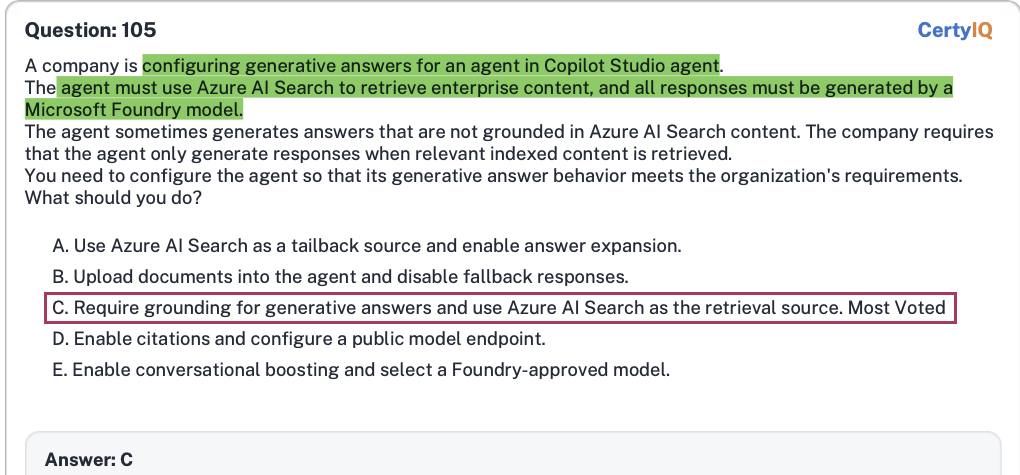 Question: 105
CertyIQ
A company is configuring generative answers for an agent in Copilot Studio agent.
The agent must use Azure AI Search to retrieve enterprise content, and all responses must be generated by a
Microsoft Foundry model.
The agent sometimes generates answers that are not grounded in Azure AI Search content. The company requires
that the agent only generate responses when relevant indexed content is retrieved.
You need to configure the agent so that its generative answer behavior meets the organization's requirements.
What should you do?
A. Use Azure AI Search as a tailback source and enable answer expansion.
B. Upload documents into the agent and disable fallback responses.
C. Require grounding for generative answers and use Azure AI Search as the retrieval source. Most Voted
D. Enable citations and configure a public model endpoint.
E. Enable conversational boosting and select a Foundry-approved model.
Answer: C